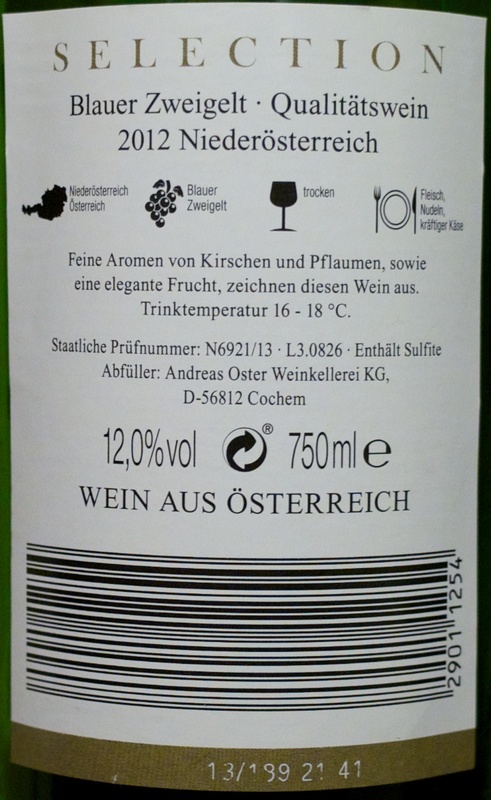 SELECTION
Blauer Zweigelt · Qualitätswein
2012 Niederösterreich
Niederösterreich
Österreich
Blauer
Zweigelt
trocken
Fleisch,
Nudeln,
kräftiger Käse
Feine Aromen von Kirschen und Pflaumen, sowie
eine elegante Frucht, zeichnen diesen Wein aus.
Trinktemperatur 16 - 18 °C.
Staatliche Prüfnummer: N6921/13 · L3.0826 · Enthält Sulfite
Abfüller: Andreas Oster Weinkellerei KG,
D-56812 Cochem
12,0%vol ® 750ml e
WEIN AUS ÖSTERREICH
2901 1254
13/189 21 41